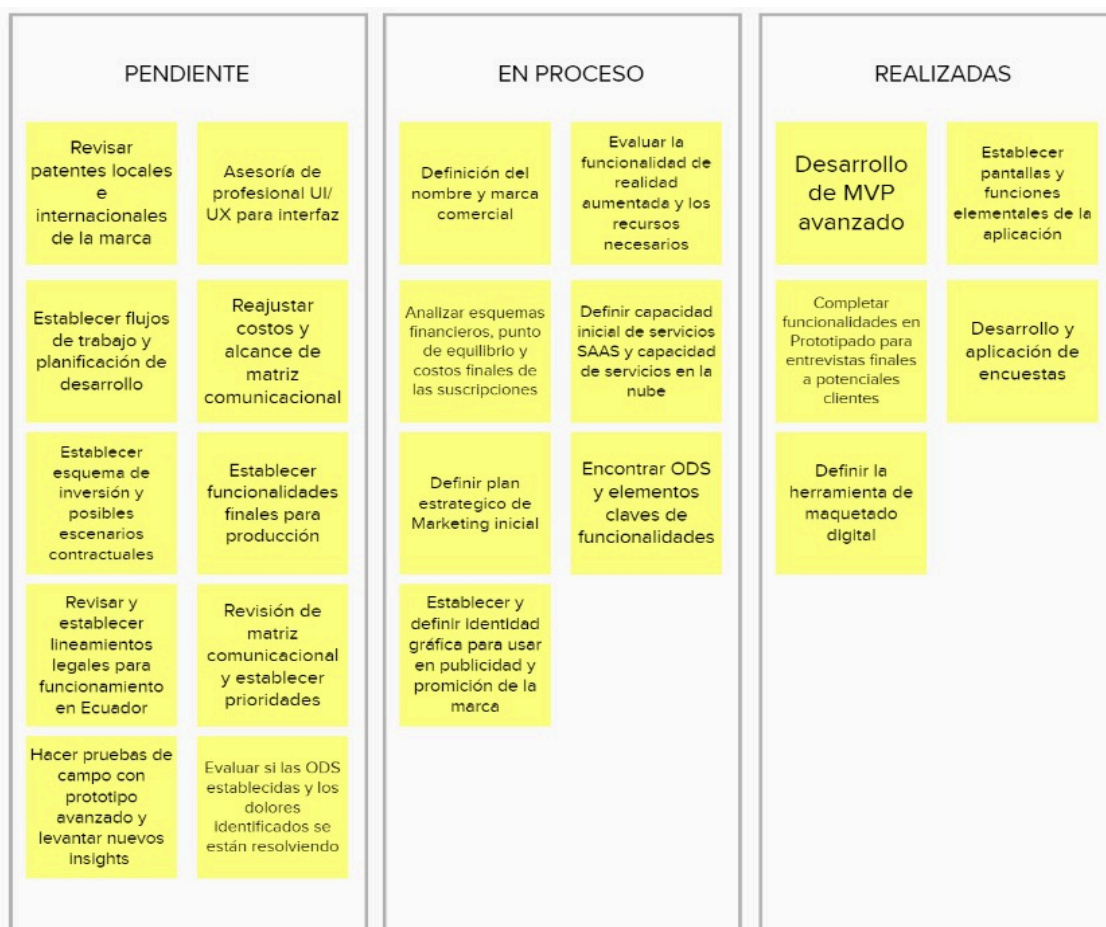 PENDIENTE
Revisar
patentes locales
e
internacionales
de la marca
Asesoría de
profesional UI/
UX para interfaz
Establecer flujos
de trabajo y
planificación de
desarrollo
Reajustar
costos y
alcance de
matriz
comunicacional
Establecer
esquema de
inversión y
posibles
escenarios
contractuales
Establecer
funcionalidades
finales para
producción
Revisar y
establecer
lineamientos
legales para
funcionamiento
en Ecuador
Revisión de
matriz
comunicacional
y establecer
prioridades
Hacer pruebas de
campo con
prototipo
avanzado y
levantar nuevos
insights
Evaluar si las ODS
establecidas y los
dolores
identificados se
están resolviendo
EN PROCESO
Definición del
nombre y marca
comercial
Evaluar la
funcionalidad de
realidad
aumentada y los
recursos
necesarios
Analizar esquemas
financieros, punto
de equilibrio y
costos finales de
las suscripciones
Definir capacidad
inicial de servicios
SAAS y capacidad
de servicios en la
nube
Definir plan
estrategico de
Marketing inicial
Encontrar ODS
y elementos
claves de
funcionalidades
Establecer y
definir identidad
gráfica para usar
en publicidad y
promición de la
marca
REALIZADAS
Desarrollo
de MVP
avanzado
Establecer
pantallas y
funciones
elementales de la
aplicación
Completar
funcionalidades en
Prototipado para
entrevistas finales
a potenciales
clientes
Desarrollo y
aplicación de
encuestas
Definir la
herramienta de
maquetado
digital